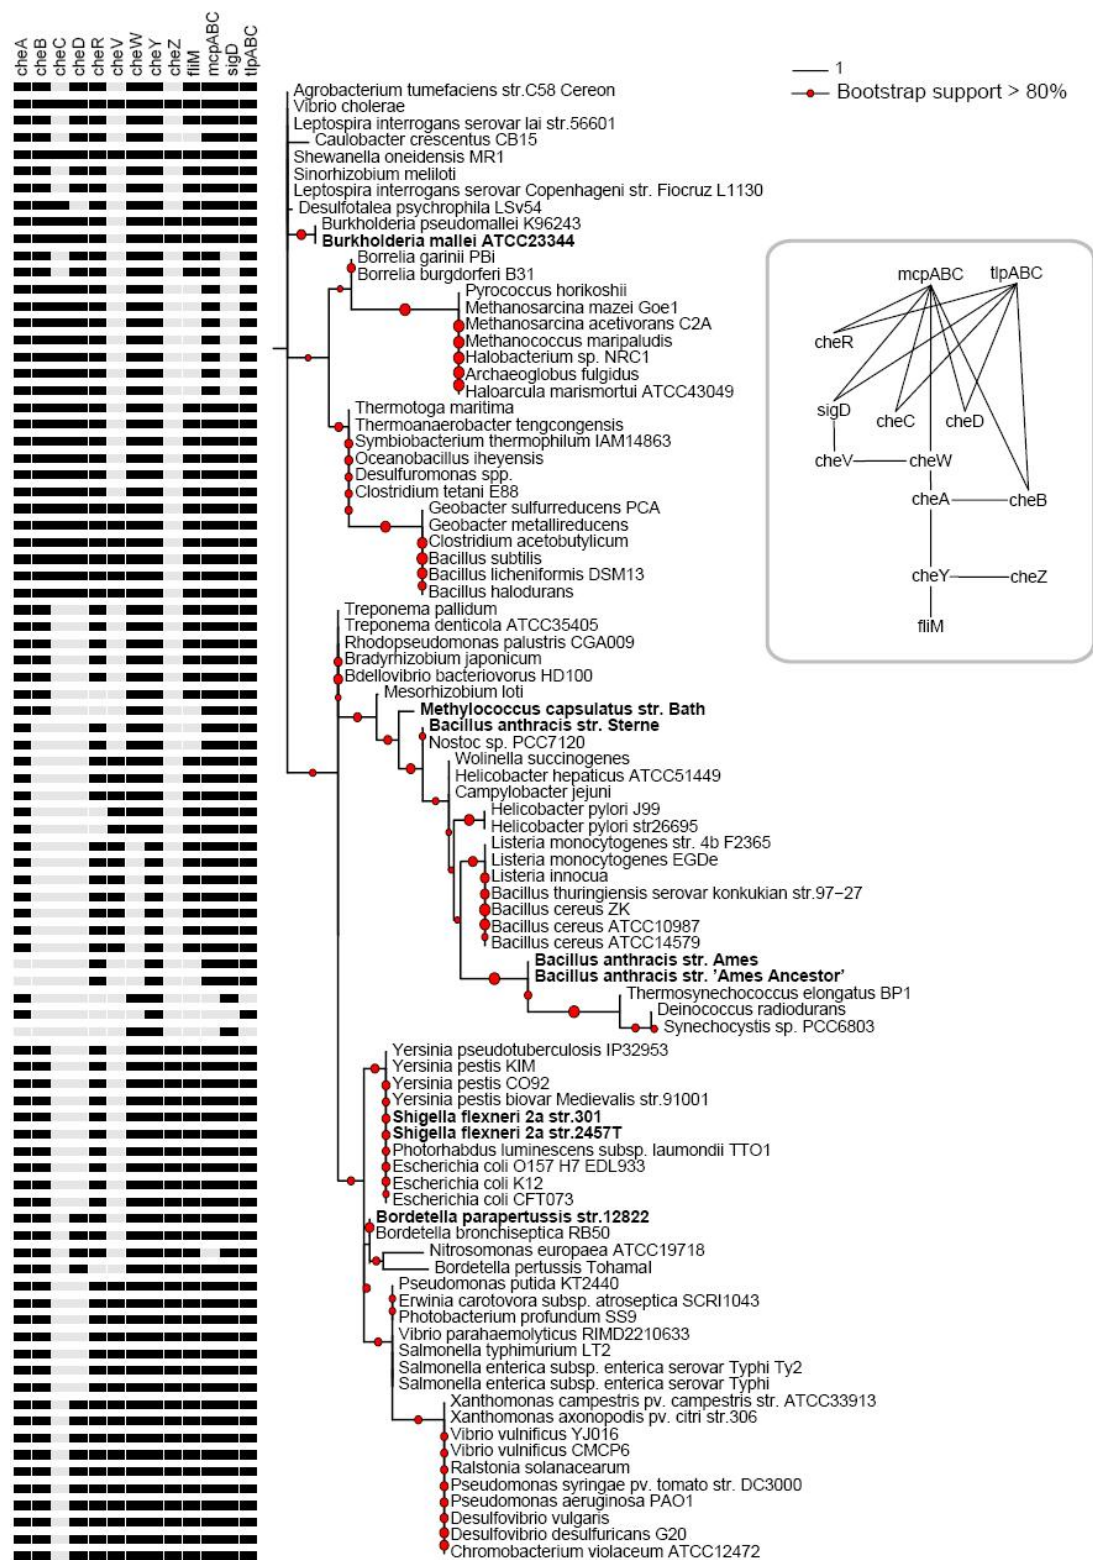 cheA
cheB
cheC
cheD
cheR
cheV
cheW
cheY
cheZ
fliM
mcpABC
sigD
tlpABC
1
Bootstrap support > 80%
Agrobacterium tumefaciens str.C58 Cereon
Vibrio cholerae
Leptospira interrogans serovar lai str.56601
Caulobacter crescentus CB15
Shewanella oneidensis MR1
Sinorhizobium meliloti
Leptospira interrogans serovar Copenhageni str. Fiocruz L1130
Desulfotalea psychrophila LSv54
Burkholderia pseudomallei K96243
Burkholderia mallei ATCC23344
Borrelia garinii PBi
Borrelia burgdorferi B31
Pyrococcus horikoshii
Methanosarcina mazei Goe1
Methanosarcina acetivorans C2A
Methanococcus maripaludis
Halobacterium sp. NRC1
Archaeoglobus fulgidus
Haloarcula marismortui ATCC43049
Thermotoga maritima
Thermoanaerobacter tengcongensis
Symbiobacterium thermophilum IAM14863
Oceanobacillus iheyensis
Desulfuromonas spp.
Clostridium tetani E88
Geobacter sulfurreducens PCA
Geobacter metallireducens
Clostridium acetobutylicum
Bacillus subtilis
Bacillus licheniformis DSM13
Bacillus halodurans
Treponema pallidum
Treponema denticola ATCC35405
Rhodopseudomonas palustris CGA009
Bradyrhizobium japonicum
Bdellovibrio bacteriovorus HD100
Mesorhizobium loti
Methylococcus capsulatus str. Bath
Bacillus anthracis str. Sterne
Nostoc sp. PCC7120
Wolinella succinogenes
Helicobacter hepaticus ATCC51449
Campylobacter jejuni
Helicobacter pylori J99
Helicobacter pylori str26695
Listeria monocytogenes str. 4b F2365
Listeria monocytogenes EGDe
Listeria innocua
Bacillus thuringiensis serovar konkukian str.97−27
Bacillus cereus ZK
Bacillus cereus ATCC10987
Bacillus cereus ATCC14579
Bacillus anthracis str. Ames
Bacillus anthracis str. 'Ames Ancestor'
Thermosynechococcus elongatus BP1
Deinococcus radiodurans
Synechocystis sp. PCC6803
Yersinia pseudotuberculosis IP32953
Yersinia pestis KIM
Yersinia pestis CO92
Yersinia pestis biovar Medievalis str.91001
Shigella flexneri 2a str.301
Shigella flexneri 2a str.2457T
Photorhabdus luminescens subsp. laumondii TTO1
Escherichia coli O157 H7 EDL933
Escherichia coli K12
Escherichia coli CFT073
Bordetella parapertussis str.12822
Bordetella bronchiseptica RB50
Nitrosomonas europaea ATCC19718
Bordetella pertussis TohamaI
Pseudomonas putida KT2440
Erwinia carotovora subsp. atroseptica SCRI1043
Photobacterium profundum SS9
Vibrio parahaemolyticus RIMD2210633
Salmonella typhimurium LT2
Salmonella enterica subsp. enterica serovar Typhi Ty2
Salmonella enterica subsp. enterica serovar Typhi
Xanthomonas campestris pv. campestris str. ATCC33913
Xanthomonas axonopodis pv. citri str.306
Vibrio vulnificus YJ016
Vibrio vulnificus CMCP6
Ralstonia solanacearum
Pseudomonas syringae pv. tomato str. DC3000
Pseudomonas aeruginosa PAO1
Desulfovibrio vulgaris
Desulfovibrio desulfuricans G20
Chromobacterium violaceum ATCC12472
mcpABC tlpABC
cheR
sigD cheC cheD
cheV cheW
cheA cheB
cheY cheZ
fliM